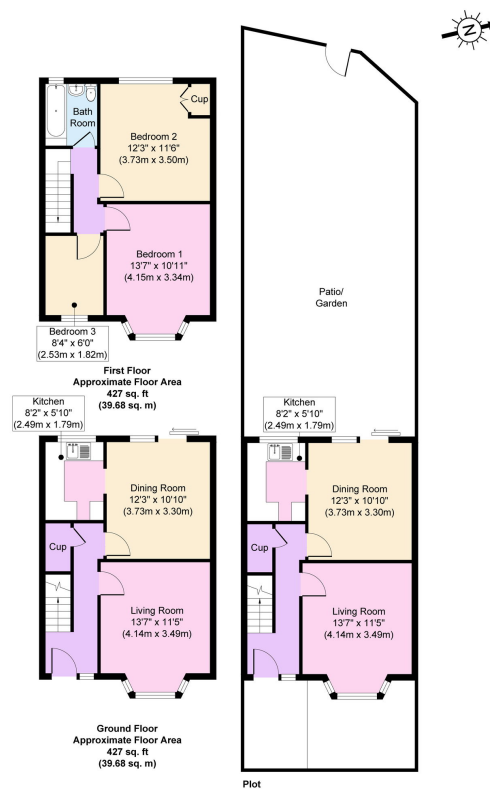 N
Bath
Room
Cup
Bedroom 2
12'3" x 11'6"
(3.73m x 3.50m)
Bedroom 1
13'7" x 10'11"
(4.15m x 3.34m)
Bedroom 3
8'4" x 6'0"
(2.53m x 1.82m)
First Floor
Approximate Floor Area
427 sq. ft
(39.68 sq. m)
Kitchen
8'2" x 5'10"
(2.49m x 1.79m)
Dining Room
12'3" x 10'10"
(3.73m x 3.30m)
Cup
Living Room
13'7" x 11'5"
(4.14m x 3.49m)
Ground Floor
Approximate Floor Area
427 sq. ft
(39.68 sq. m)
Patio/
Garden
Kitchen
8'2" x 5'10"
(2.49m x 1.79m)
Dining Room
12'3" x 10'10"
(3.73m x 3.30m)
Cup
Living Room
13'7" x 11'5"
(4.14m x 3.49m)
Plot